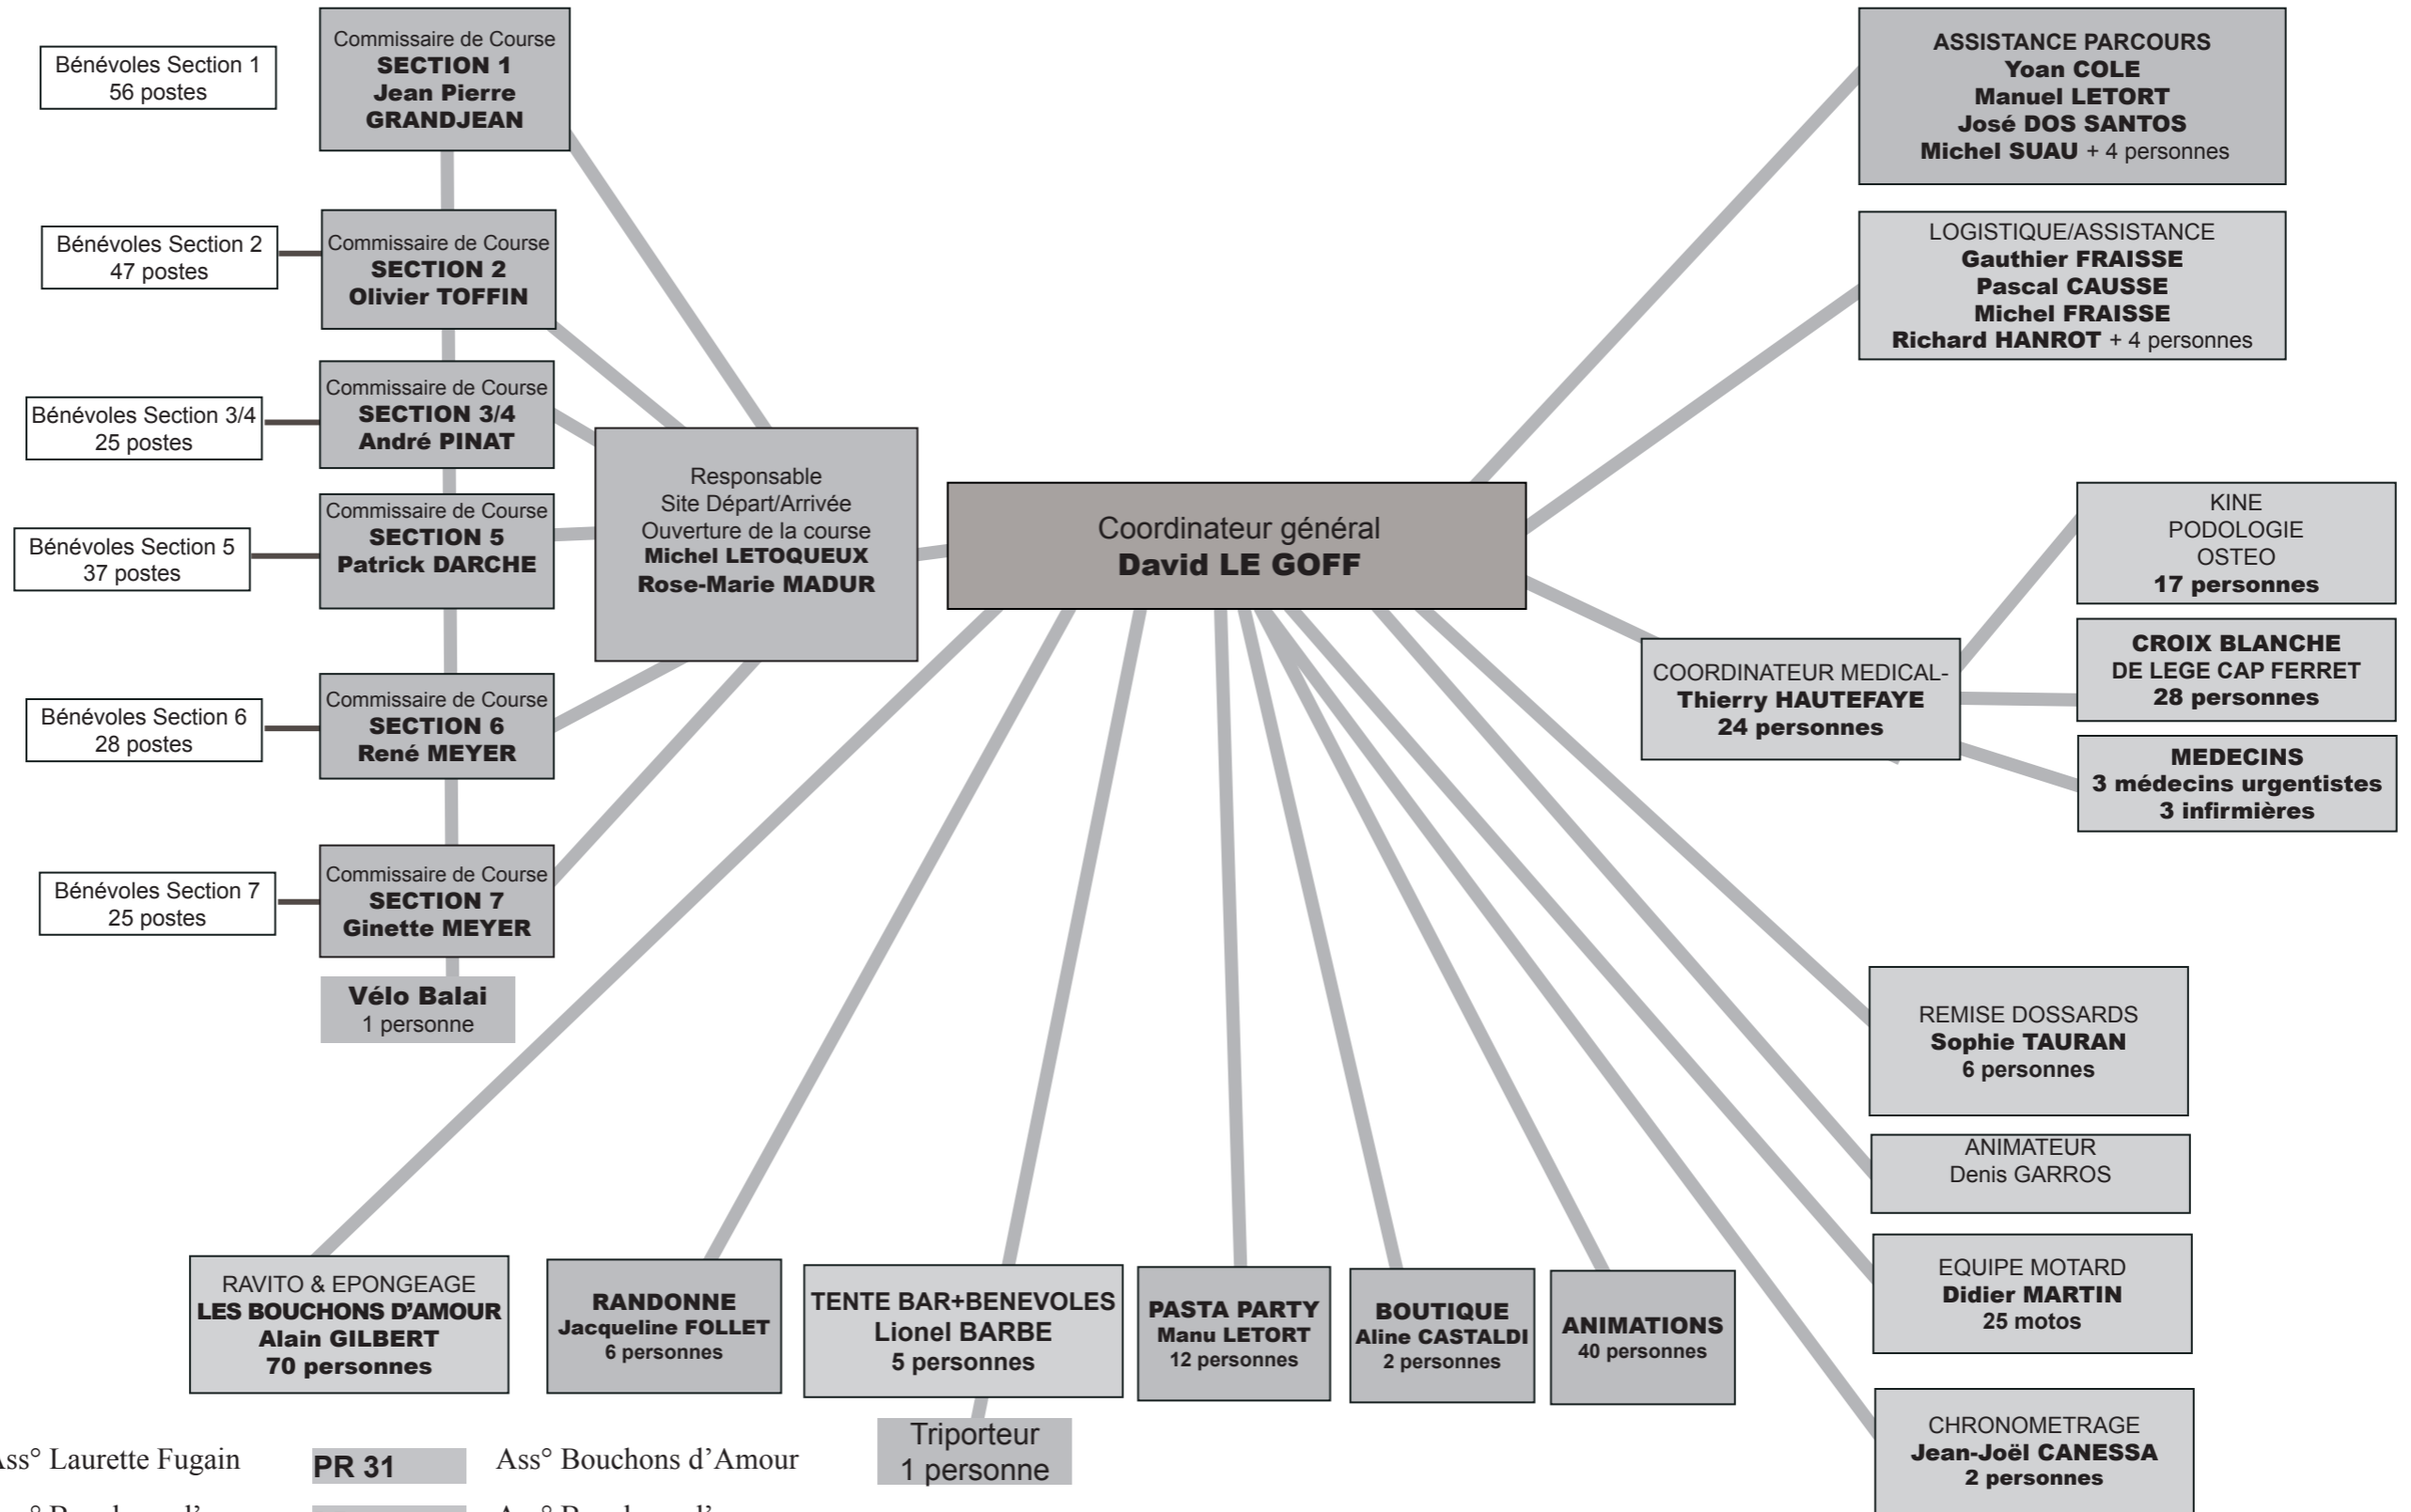 Bénévoles Section 1
56 postes
Commissaire de Course
SECTION 1
Jean Pierre
GRANDJEAN
Bénévoles Section 2
47 postes
Commissaire de Course
SECTION 2
Olivier TOFFIN
Bénévoles Section 3/4
25 postes
Commissaire de Course
SECTION 3/4
André PINAT
Bénévoles Section 5
37 postes
Commissaire de Course
SECTION 5
Patrick DARCHE
Bénévoles Section 6
28 postes
Commissaire de Course
SECTION 6
René MEYER
Bénévoles Section 7
25 postes
Commissaire de Course
SECTION 7
Ginette MEYER
Vélo Balai
1 personne
Responsable
Site Départ/Arrivée
Ouverture de la course
Michel LETOQUEUX
Rose-Marie MADUR
Coordinateur général
David LE GOFF
ASSISTANCE PARCOURS
Yoan COLE
Manuel LETORT
José DOS SANTOS
Michel SUAU + 4 personnes
LOGISTIQUE/ASSISTANCE
Gauthier FRAISSE
Pascal CAUSSE
Michel FRAISSE
Richard HANROT + 4 personnes
COORDINATEUR MEDICAL-
Thierry HAUTEFAYE
24 personnes
KINE
PODOLOGIE
OSTEO
17 personnes
CROIX BLANCHE
DE LEGE CAP FERRET
28 personnes
MEDECINS
3 médecins urgentistes
3 infirmières
REMISE DOSSARDS
Sophie TAURAN
6 personnes
ANIMATEUR
Denis GARROS
EQUIPE MOTARD
Didier MARTIN
25 motos
CHRONOMETRAGE
Jean-Joël CANESSA
2 personnes
RAVITO & EPONGEAGE
LES BOUCHONS D’AMOUR
Alain GILBERT
70 personnes
RANDONNE
Jacqueline FOLLET
6 personnes
TENTE BAR+BENEVOLES
Lionel BARBE
5 personnes
Triporteur
1 personne
PASTA PARTY
Manu LETORT
12 personnes
BOUTIQUE
Aline CASTALDI
2 personnes
ANIMATIONS
40 personnes
Ass° Laurette Fugain
PR 31
Ass° Bouchons d’Amour